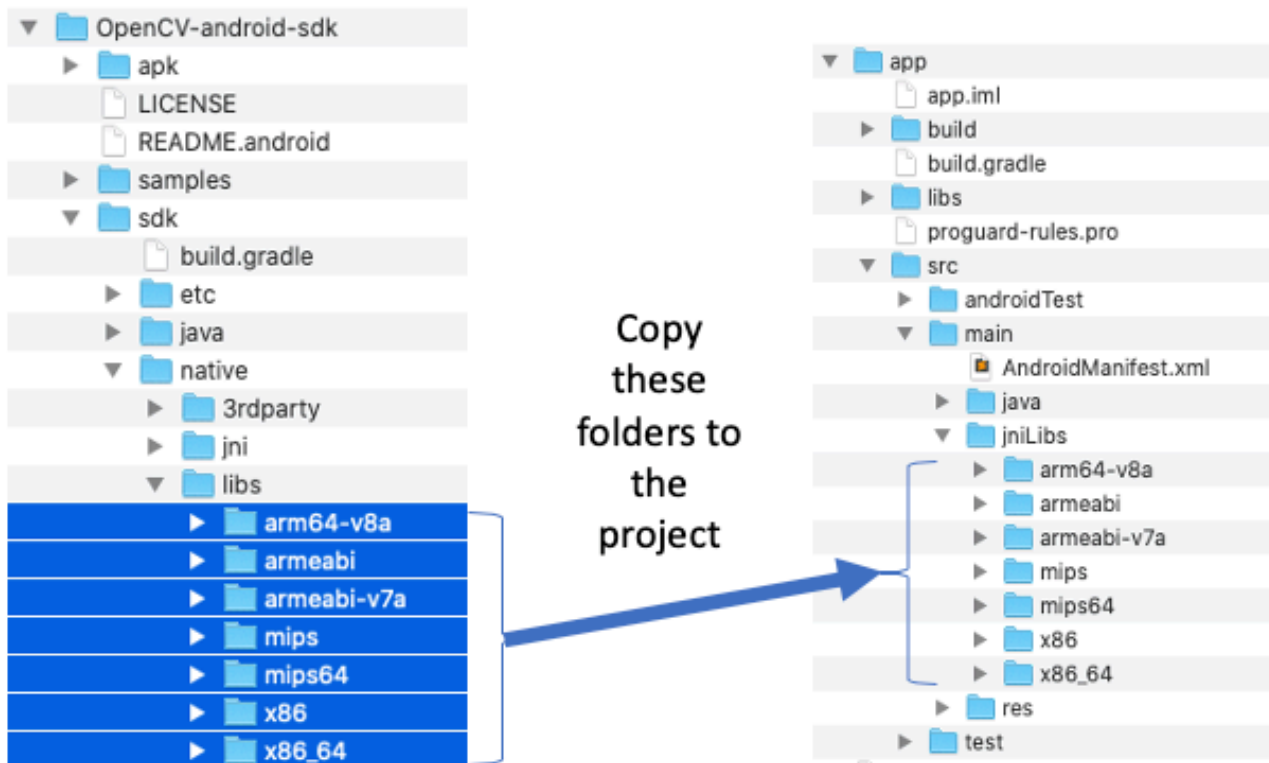 OpenCV-android-sdk
apk
LICENSE
README.android
samples
sdk
build.gradle
etc
java
native
3rdparty
jni
libs
arm64-v8a
armeabi
armeabi-v7a
mips
mips64
x86
x86_64
Copy
these
folders to
the
project
app
app.iml
build
build.gradle
libs
proguard-rules.pro
src
androidTest
main
AndroidManifest.xml
java
jniLibs
arm64-v8a
armeabi
armeabi-v7a
mips
mips64
x86
x86_64
res
test